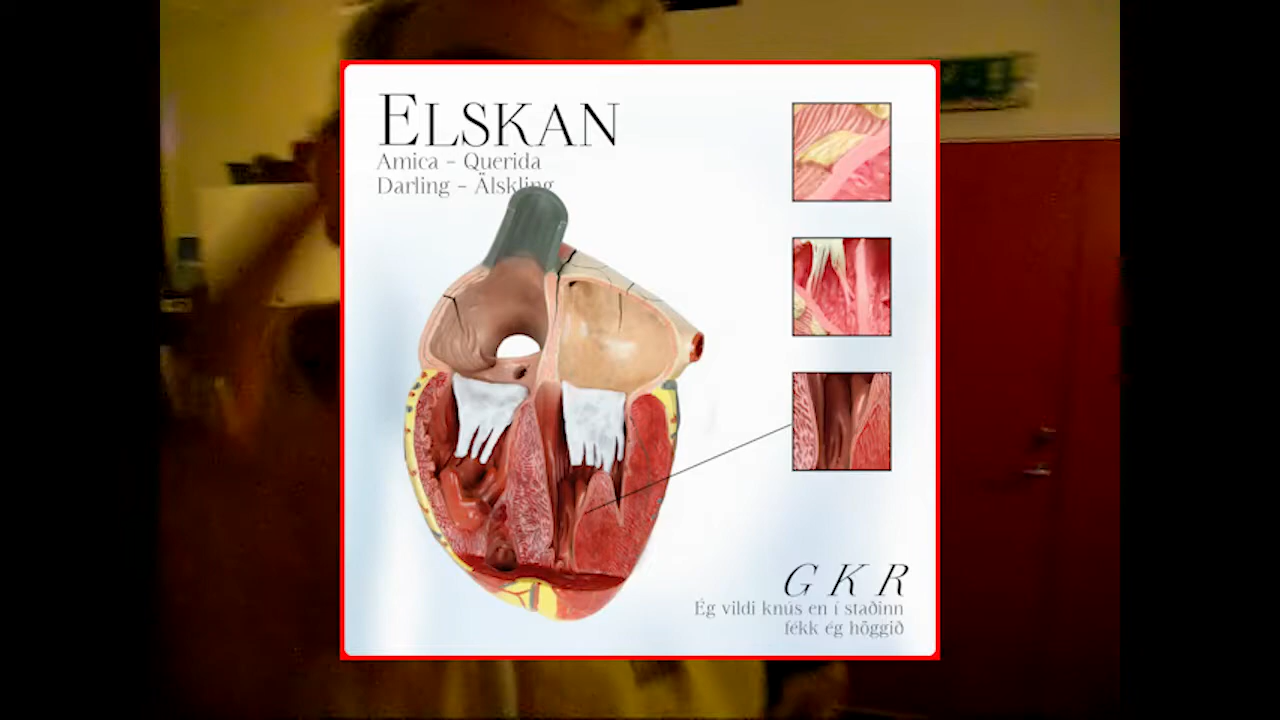 ELSKAN
Amica - Querida
Darling - Älskling
G K R
Ég vildi knús en í staðinn
fékk ég höggið